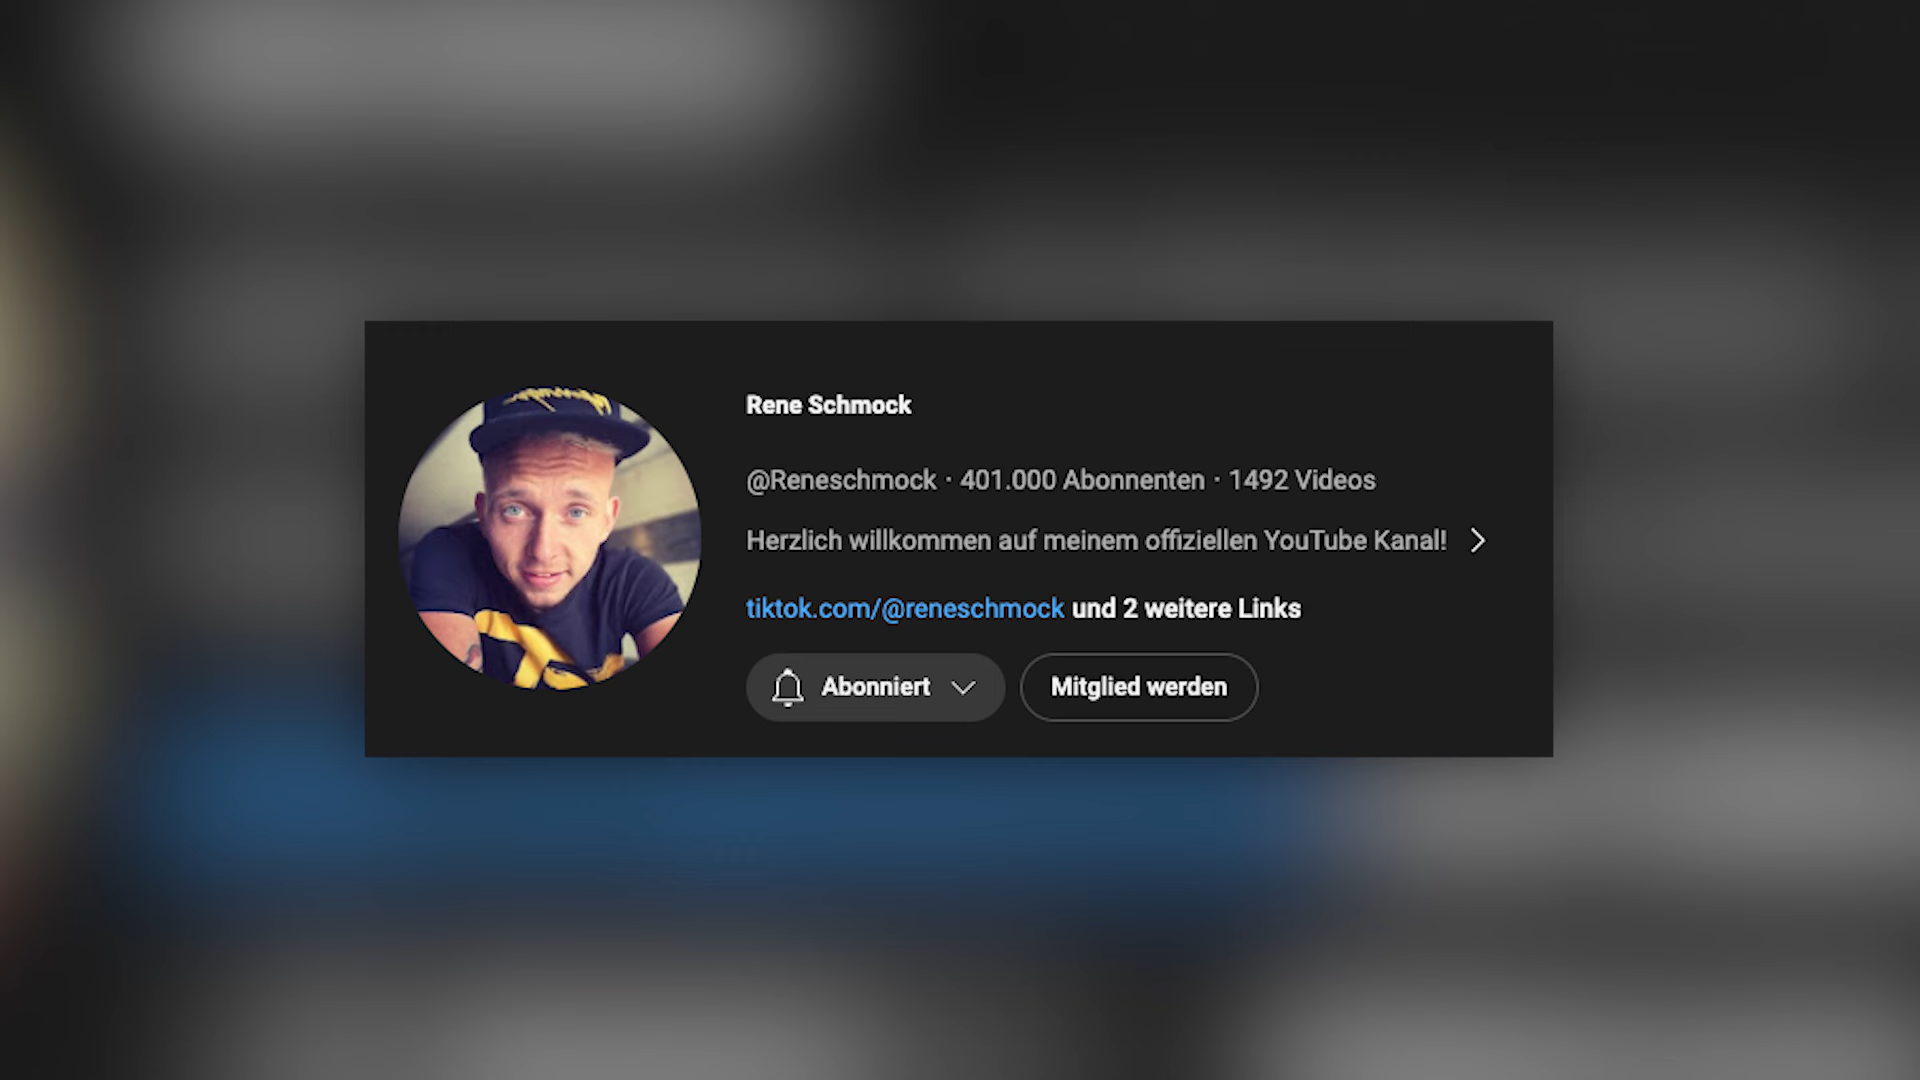 Rene Schmock
@Reneschmock · 401.000 Abonnenten · 1492 Videos
Herzlich willkommen auf meinem offiziellen YouTube Kanal!
tiktok.com/@reneschmock und 2 weitere Links
Abonniert
Mitglied werden